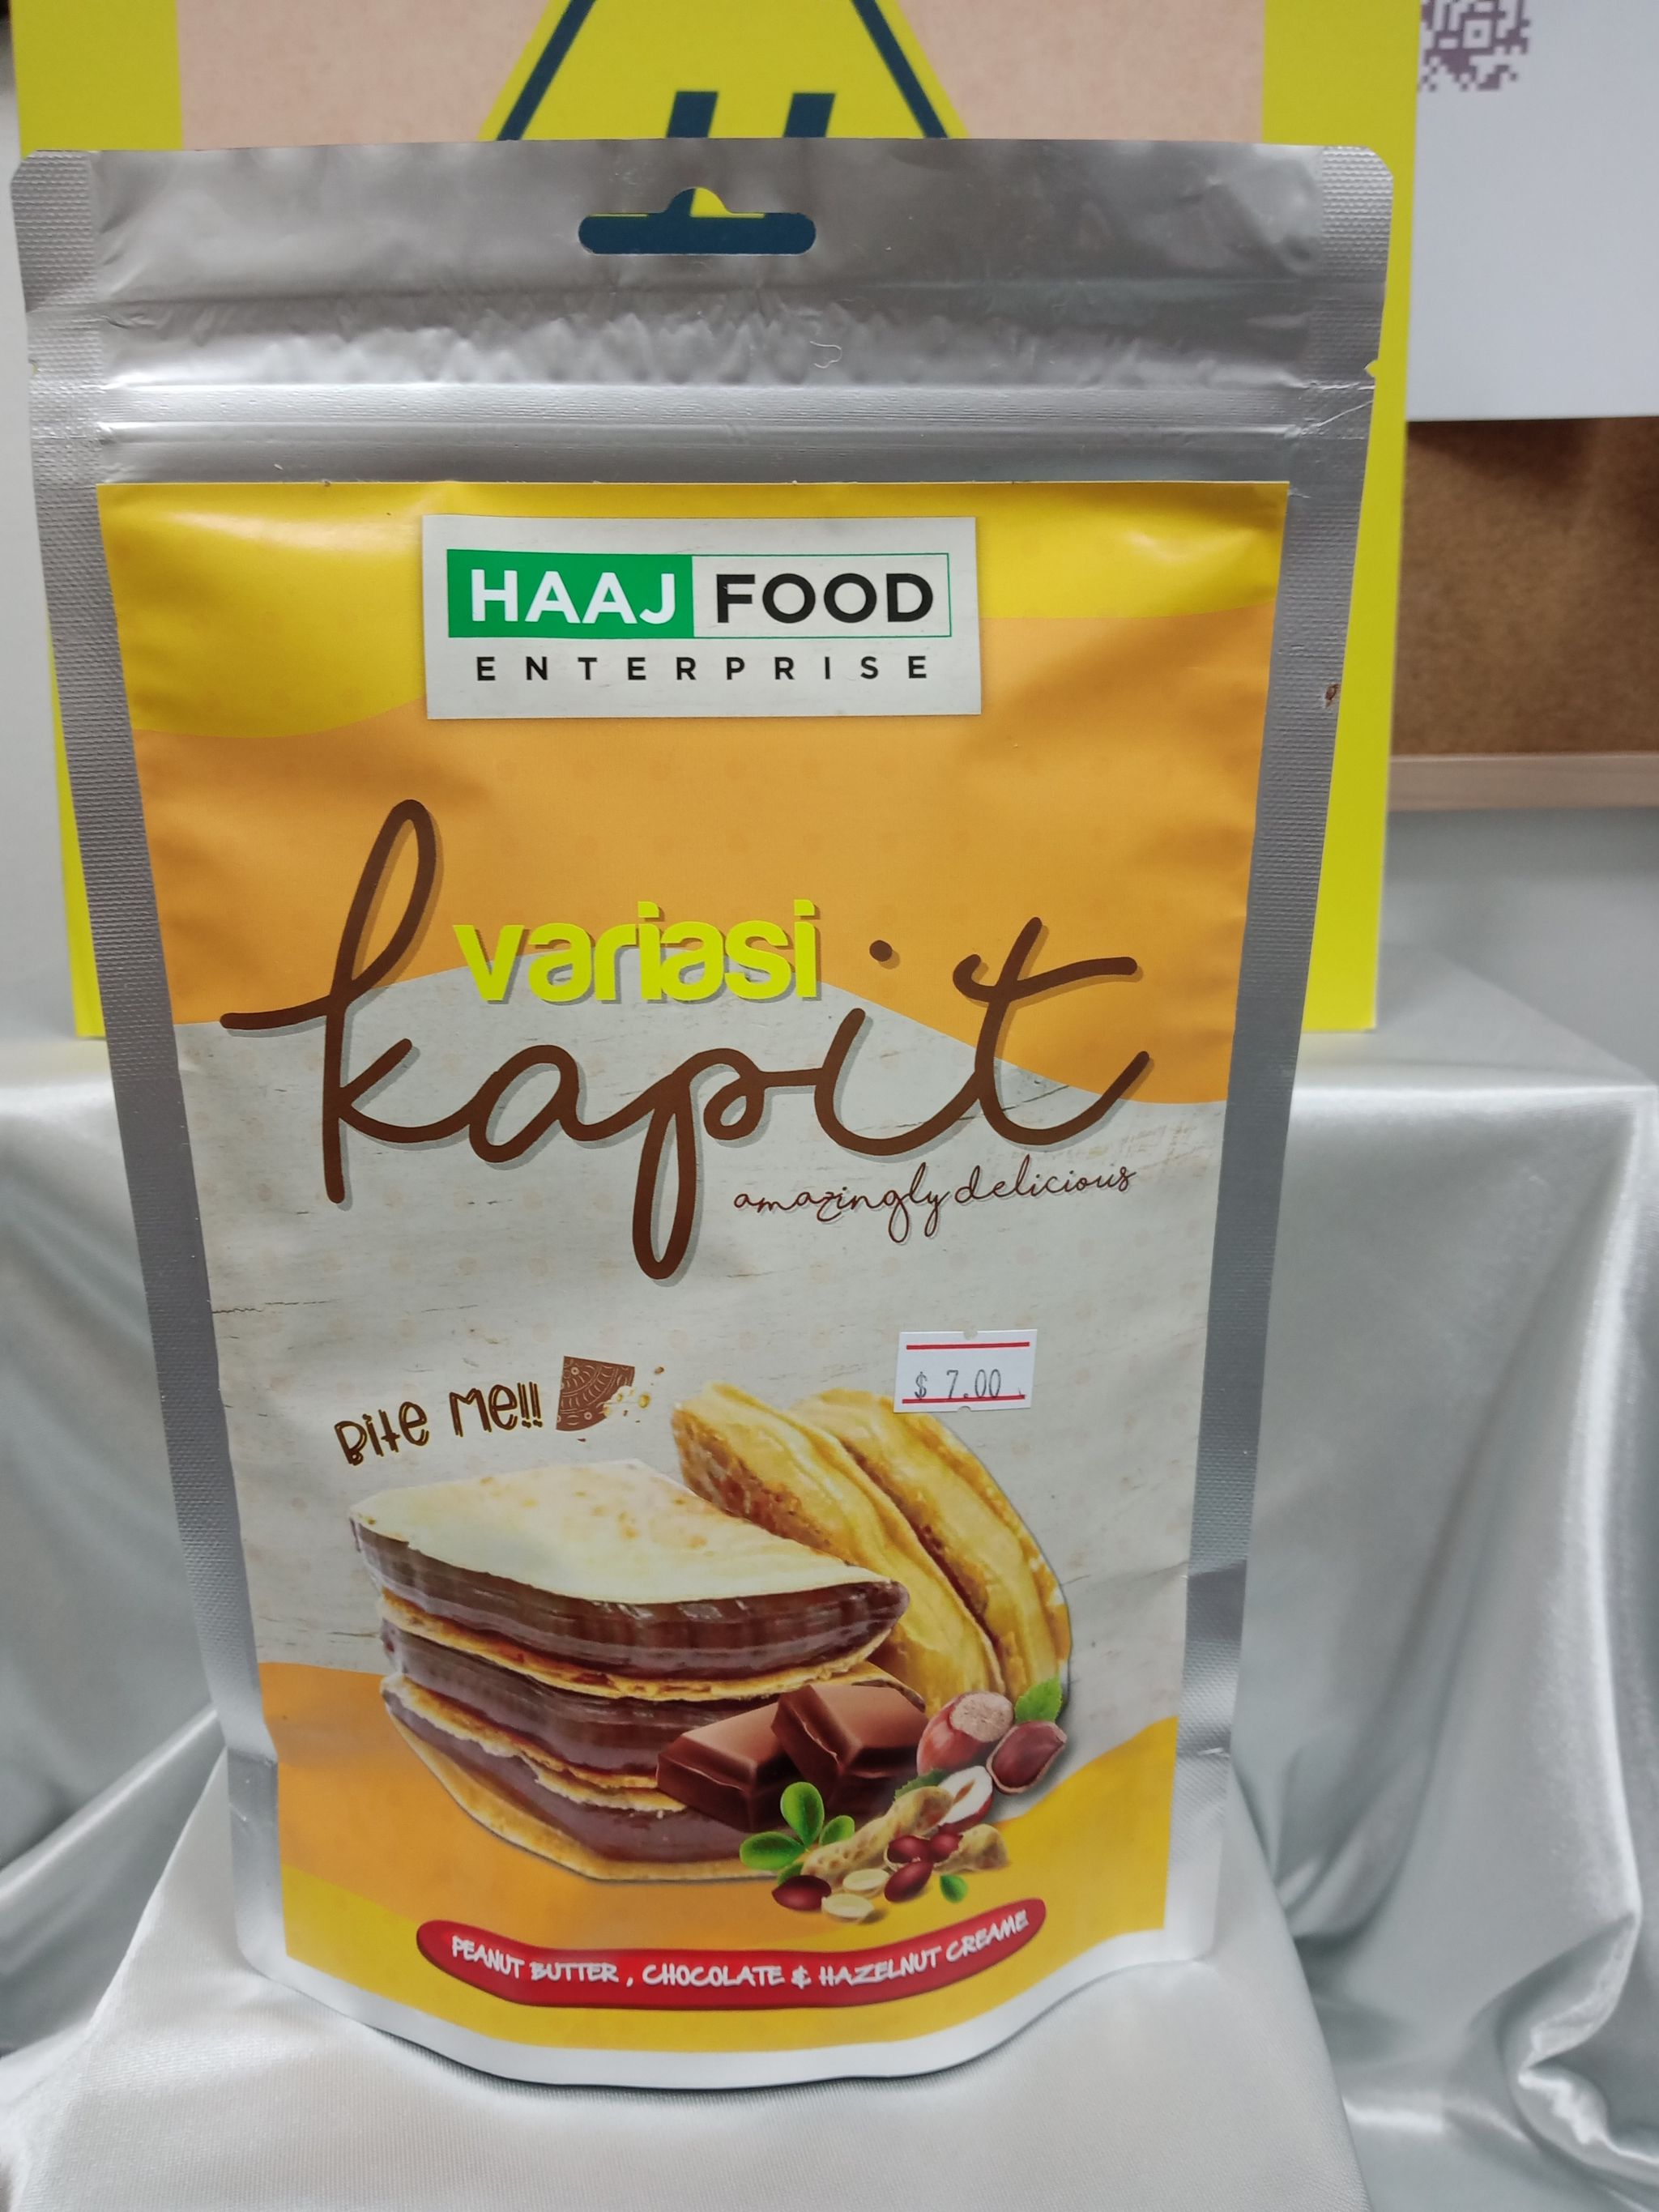 HAAJ FOOD
ENTERPRISE
variasi
kapit
amazingly delicious
$ 7.00
Bite Me!!!
PEANUT BUTTER , CHOCOLATE & HAZELNUT CREAME